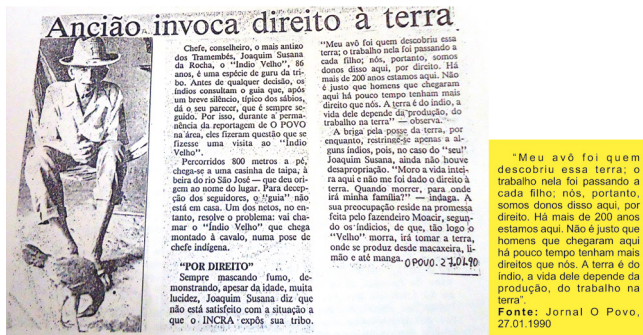 Ancião invoca direito à terra
Chefe, conselheiro, o mais antigo
dos Tramembés, Joaquim Susana
da Rocha, o "Índio Velho", 86
anos, é uma espécie de guru da tri-
bo. Antes de qualquer decisão, os
índios consultam o guia que, após
um breve silêncio, típico dos sábios,
dá o seu parecer, que é sempre se-
guido. Por isso, durante a perma-
nência da reportagem de O POVO
na área, eles fizeram questão que se
fizesse uma visita ao "Índio
Velho".
Percorridos 800 metros a pé,
chega-se a uma casinha de taipa, à
beira do rio São José — que deu ori-
gem ao nome do lugar. Para decep-
ção dos seguidores, o "guia" não
está em casa. Um dos netos, no en-
tanto, resolve o problema: vai cha-
mar o "Índio Velho" que chega
montado à cavalo, numa pose de
chefe indígena.
"POR DIREITO"
Sempre mascando fumo, de-
monstrando, apesar da idade, muita
lucidez, Joaquim Susana diz que
não está satisfeito com a situação a
que o INCRA expôs sua tribo.
"Meu avô foi quem descobriu essa
terra; o trabalho nela foi passando a
cada filho; nós, portanto, somos
donos disso aqui, por direito. Há
mais de 200 anos estamos aqui. Não
é justo que homens que chegaram
aqui há pouco tempo tenham mais
direito que nós. A terra é do índio, a
vida dele depende da produção, do
trabalho na terra" — observa.
A briga pela posse da terra, por
enquanto, restringe-se apenas a al-
guns índios, pois, no caso do "seu"
Joaquim Susana, ainda não houve
desapropriação. "Moro a vida intei-
ra aqui e não me foi dado o direito à
terra. Quando morrer, para onde
irá minha família?" — indaga. A
sua preocupação reside na promessa
feita pelo fazendeiro Moacir, segun-
do os indícios, de que, tão logo o
"Velho" morra, irá tomar a terra,
onde se produz desde macaxeira, li-
mão e até manga.
O POVO. 27.01.90
"Meu avô foi quem
descobriu essa terra; o
trabalho nela foi passando a
cada filho; nós, portanto,
somos donos disso aqui, por
direito. Há mais de 200 anos
estamos aqui. Não é justo que
homens que chegaram aqui
há pouco tempo tenham mais
direitos que nós. A terra é do
índio, a vida dele depende da
produção, do trabalho na
terra".
Fonte: Jornal O Povo.
27.01.1990